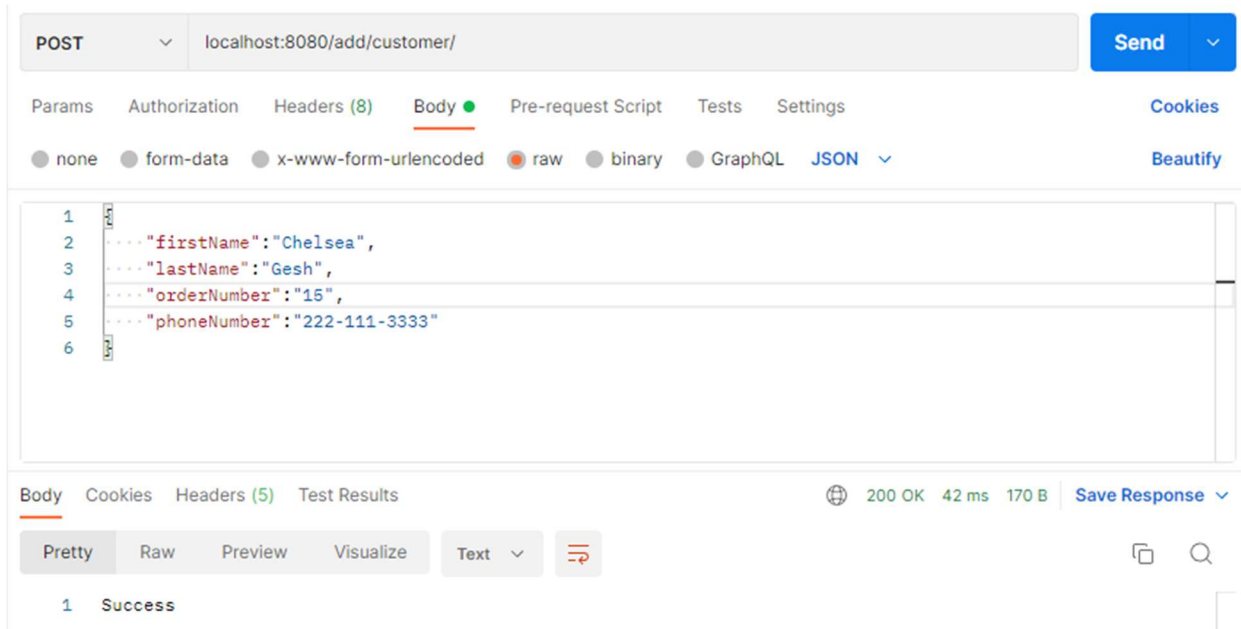 POST localhost:8080/add/customer/ Send
Params Authorization Headers (8) Body Pre-request Script Tests Settings Cookies
none form-data x-www-form-urlencoded raw binary GraphQL JSON Beautify
1 {
2 "firstName":"Chelsea",
3 "lastName":"Gesh",
4 "orderNumber":"15",
5 "phoneNumber":"222-111-3333"
6 }
Body Cookies Headers (5) Test Results 200 OK 42 ms 170 B Save Response
Pretty Raw Preview Visualize Text
1 Success